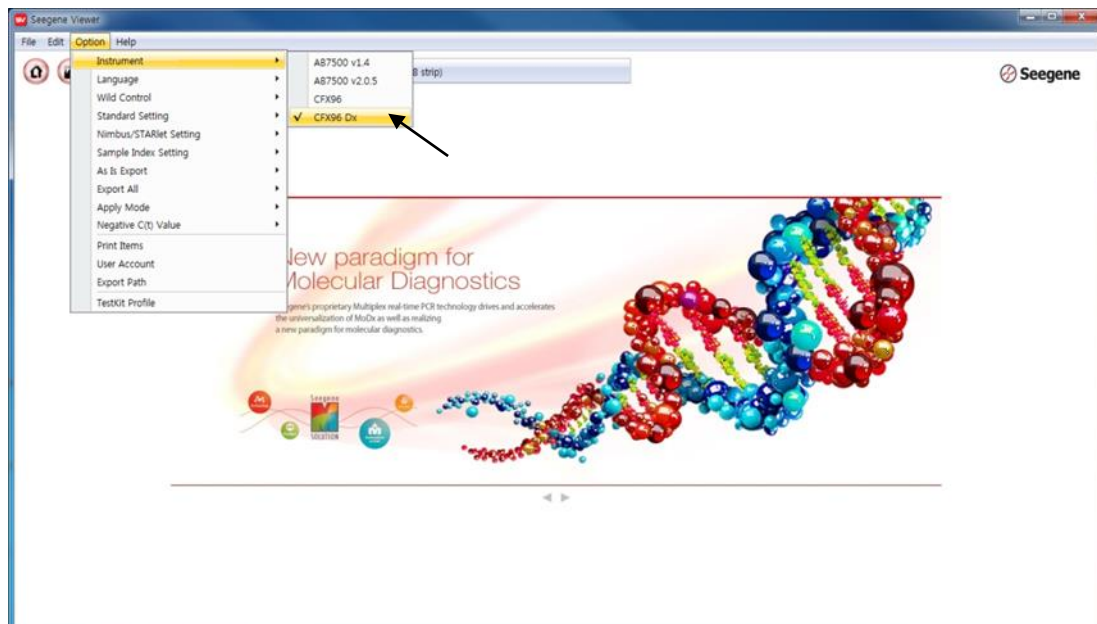 Seegene Viewer
File Edit Option Help
Instrument
Language
Wild Control
Standard Setting
Nimbus/STARlet Setting
Sample Index Setting
As Is Export
Export All
Apply Mode
Negative C(t) Value
Print Items
User Account
Export Path
TestKit Profile
AB7500 v1.4
AB7500 v2.0.5
CFX96
CFX96 Dx
8 strip)
Seegene
New paradigm for
Molecular Diagnostics
Seegene's proprietary Multiplex real-time PCR technology drives and accelerates
the universalization of MoDx as well as realizing
a new paradigm for molecular diagnostics.
Seegene
SOLUTION